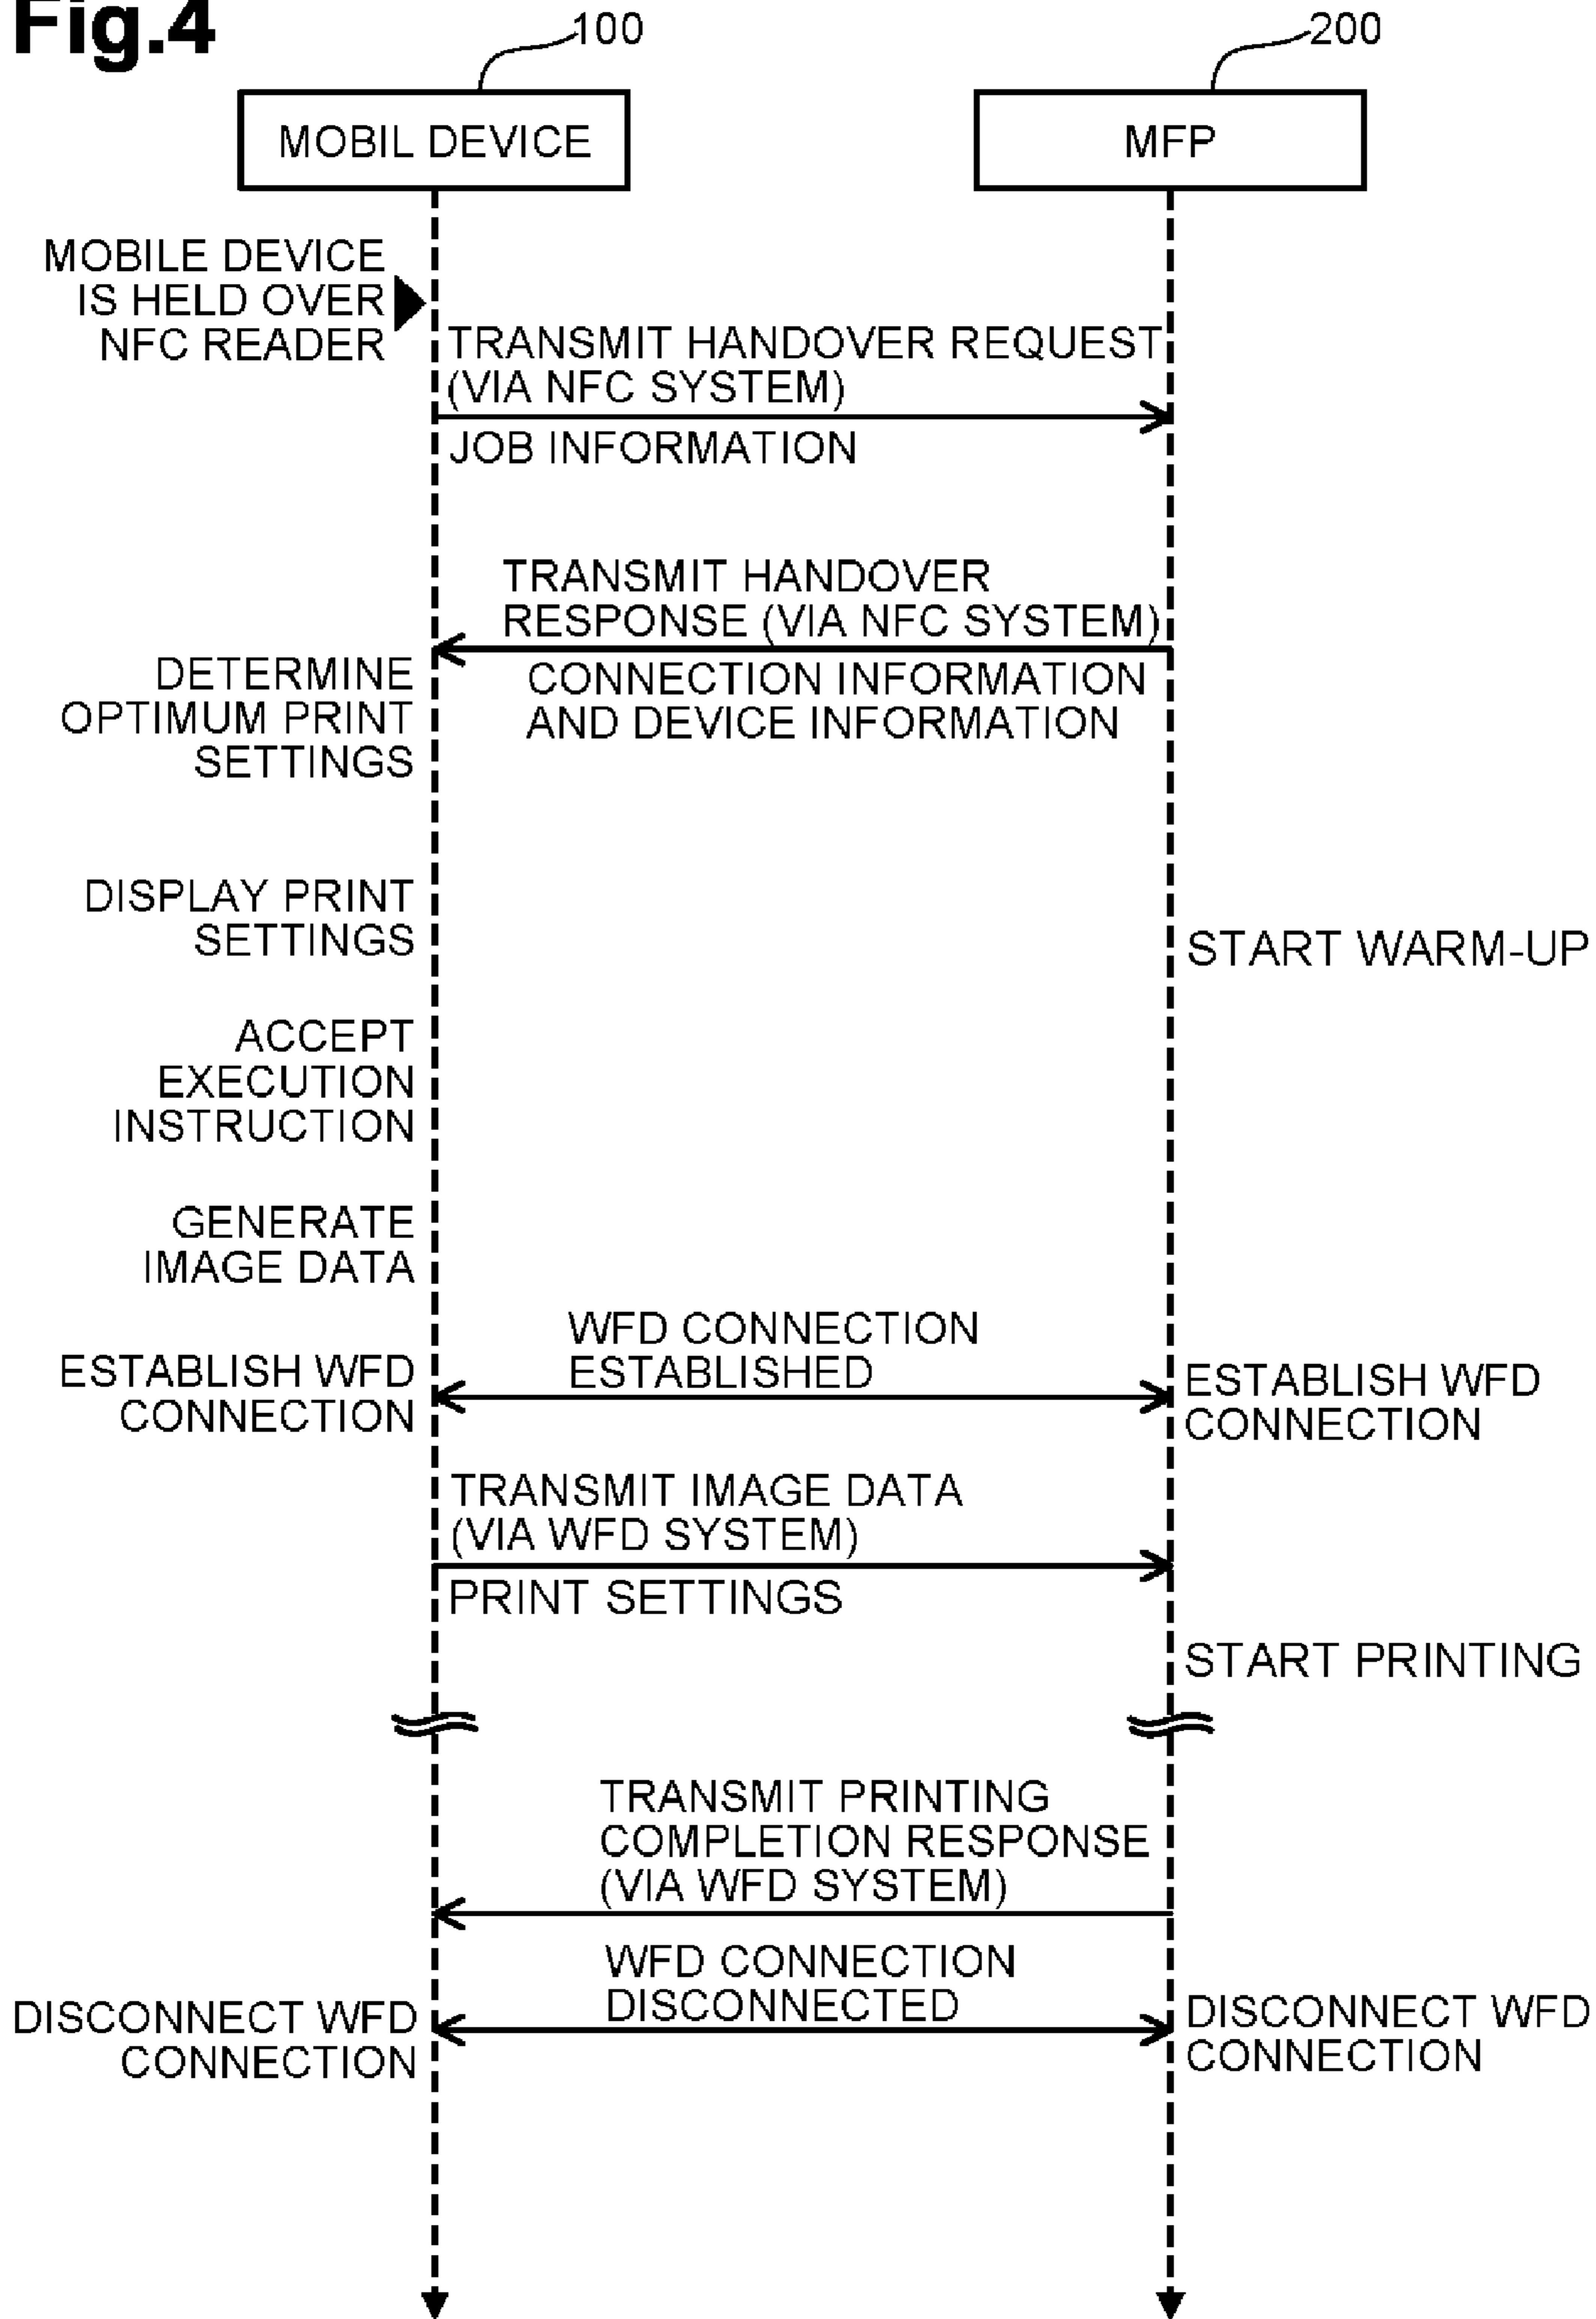 Fig.4
100
200
MOBIL DEVICE
MFP
MOBILE DEVICE
IS HELD OVER
NFC READER
TRANSMIT HANDOVER REQUEST
(VIA NFC SYSTEM)
JOB INFORMATION
TRANSMIT HANDOVER
RESPONSE (VIA NFC SYSTEM)
CONNECTION INFORMATION
AND DEVICE INFORMATION
DETERMINE
OPTIMUM PRINT
SETTINGS
DISPLAY PRINT
SETTINGS
START WARM-UP
ACCEPT
EXECUTION
INSTRUCTION
GENERATE
IMAGE DATA
WFD CONNECTION
ESTABLISHED
ESTABLISH WFD
CONNECTION
ESTABLISH WFD
CONNECTION
TRANSMIT IMAGE DATA
(VIA WFD SYSTEM)
PRINT SETTINGS
START PRINTING
TRANSMIT PRINTING
COMPLETION RESPONSE
(VIA WFD SYSTEM)
WFD CONNECTION
DISCONNECTED
DISCONNECT WFD
CONNECTION
DISCONNECT WFD
CONNECTION